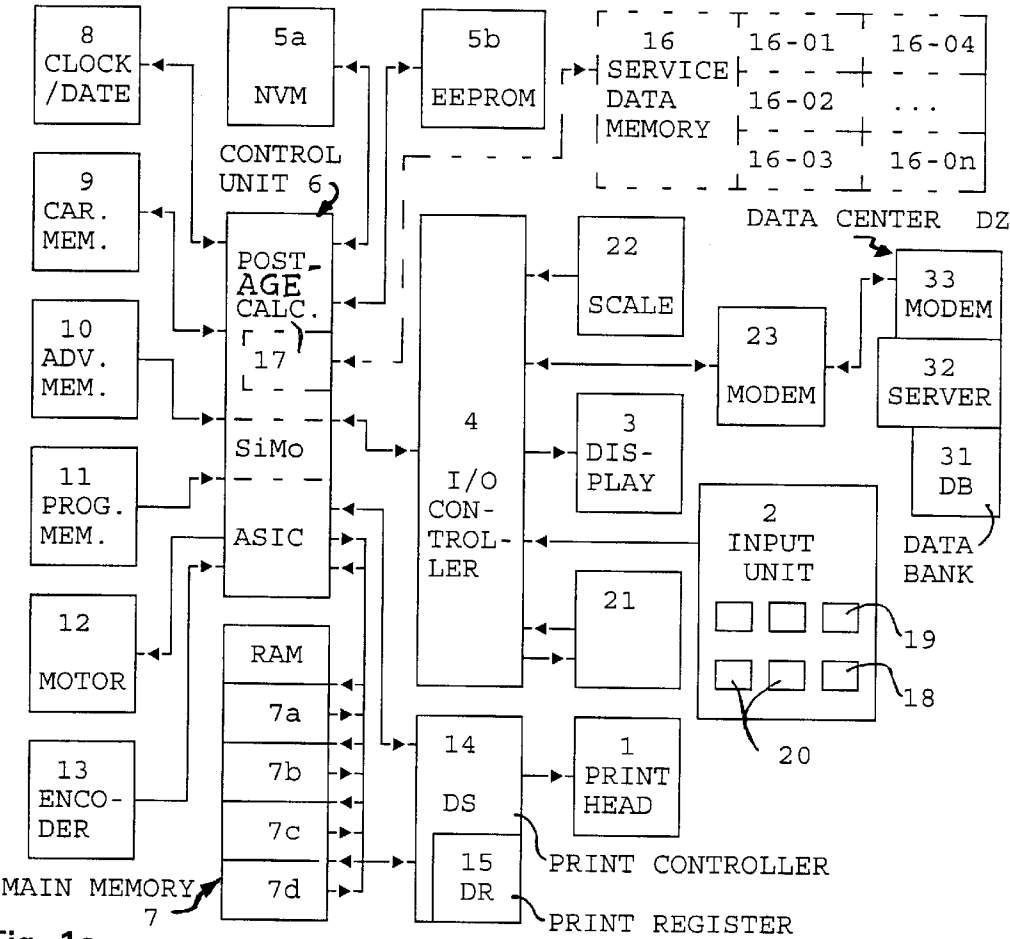 8
CLOCK
/DATE
5a
NVM
5b
EEPROM
16
SERVICE
DATA
MEMORY
16-01
16-02
16-03
16-04
...
16-0n
CONTROL
UNIT 6
9
CAR.
MEM.
POST-
AGE
CALC.
17
SiMo
ASIC
10
ADV.
MEM.
11
PROG.
MEM.
12
MOTOR
13
ENCO-
DER
4
I/O
CON-
TROL-
LER
22
SCALE
23
MODEM
DATA CENTER DZ
33
MODEM
32
SERVER
31
DB
DATA
BANK
3
DIS-
PLAY
2
INPUT
UNIT
19
18
20
21
RAM
7a
7b
7c
7d
MAIN MEMORY
7
14
DS
15
DR
1
PRINT
HEAD
PRINT CONTROLLER
PRINT REGISTER